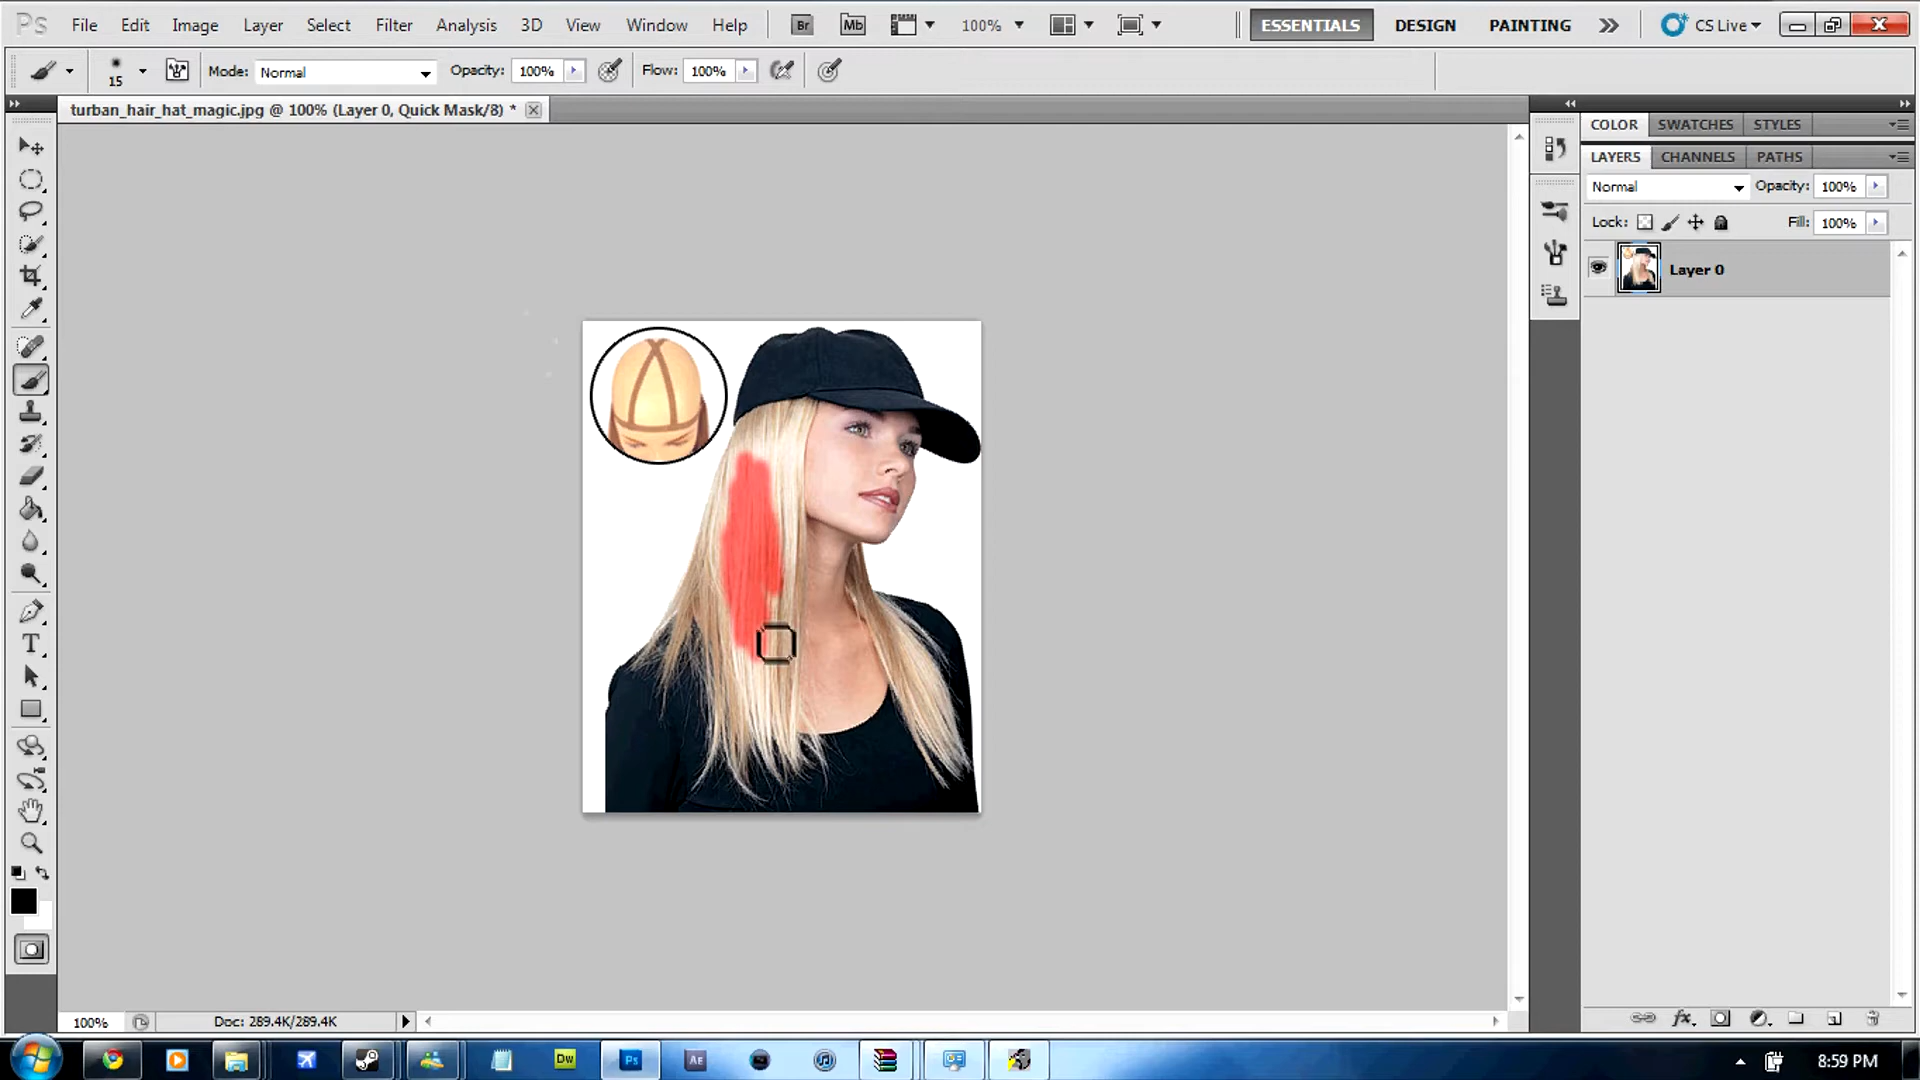 Ps File Edit Image Layer Select Filter Analysis 3D View Window Help Br Mb 100% ESSENTIALS DESIGN PAINTING CS Live
15 Mode: Normal Opacity: 100% Flow: 100%
turban_hair_hat_magic.jpg @ 100% (Layer 0, Quick Mask/8) *
COLOR SWATCHES STYLES
LAYERS CHANNELS PATHS
Normal Opacity: 100%
Lock: Fill: 100%
Layer 0
T
fx
100% Doc: 289.4K/289.4K
Dw Ps AE 8:59 PM